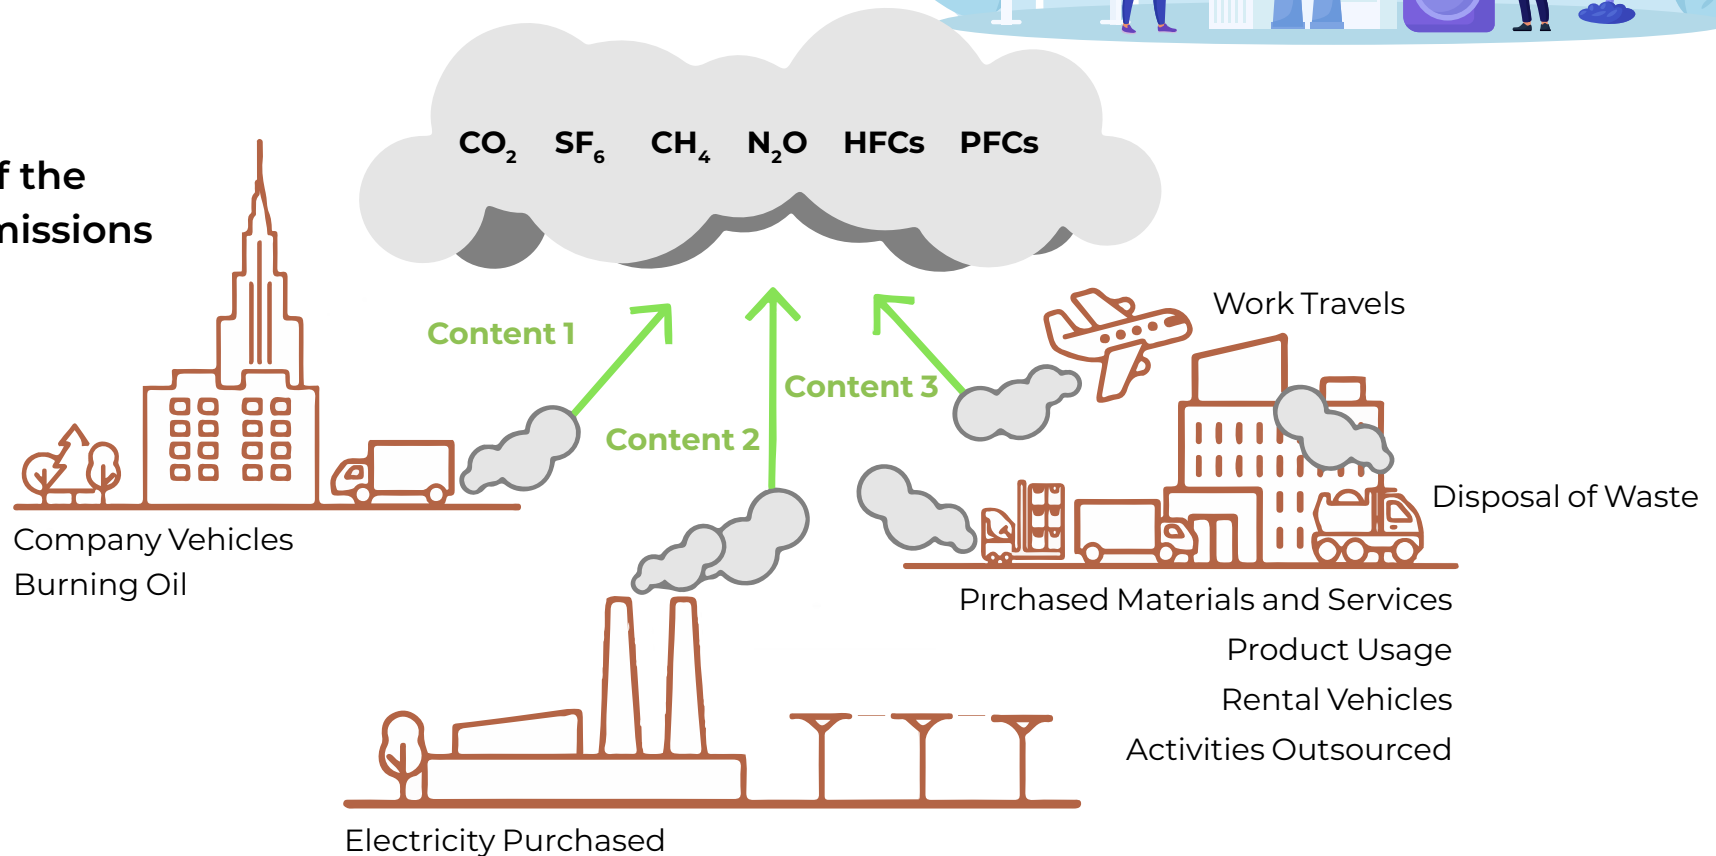 CO₂ SF₆ CH₄ N₂O HFCs PFCs
f the
missions
Content 1
Content 2
Content 3
Work Travels
Disposal of Waste
Company Vehicles
Burning Oil
Pırchased Materials and Services
Product Usage
Rental Vehicles
Activities Outsourced
Electricity Purchased